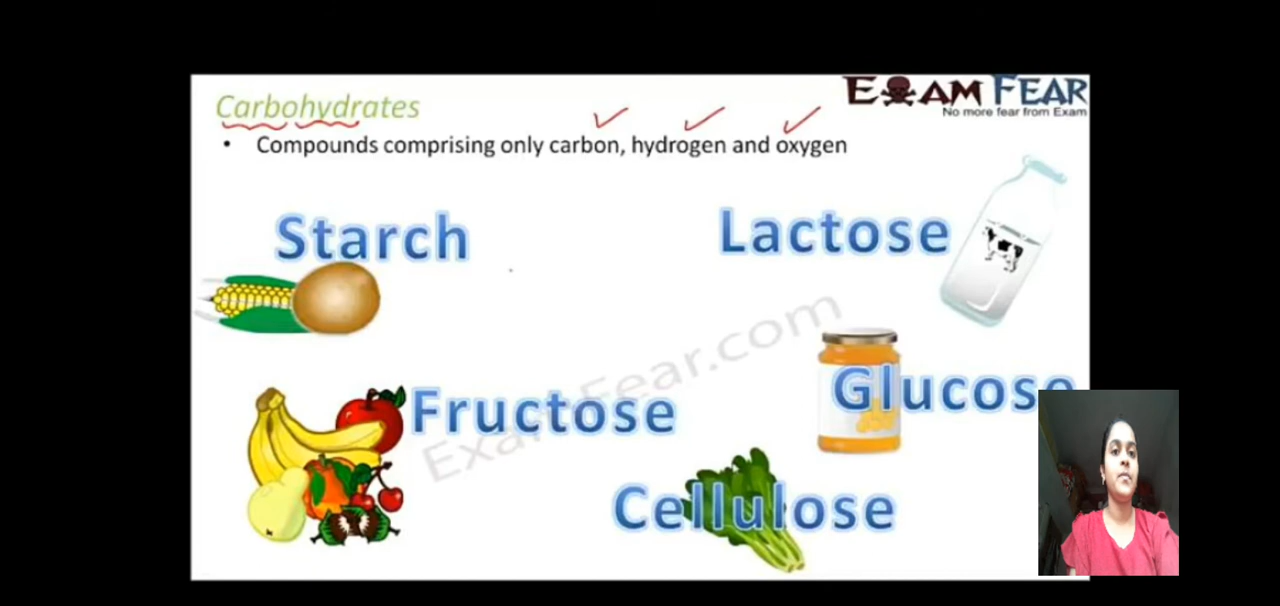 Carbohydrates
EXAM FEAR
No more fear from Exam
• Compounds comprising only carbon, hydrogen and oxygen
Starch
Lactose
Glucose
Fructose
Cellulose
ExamFear.com